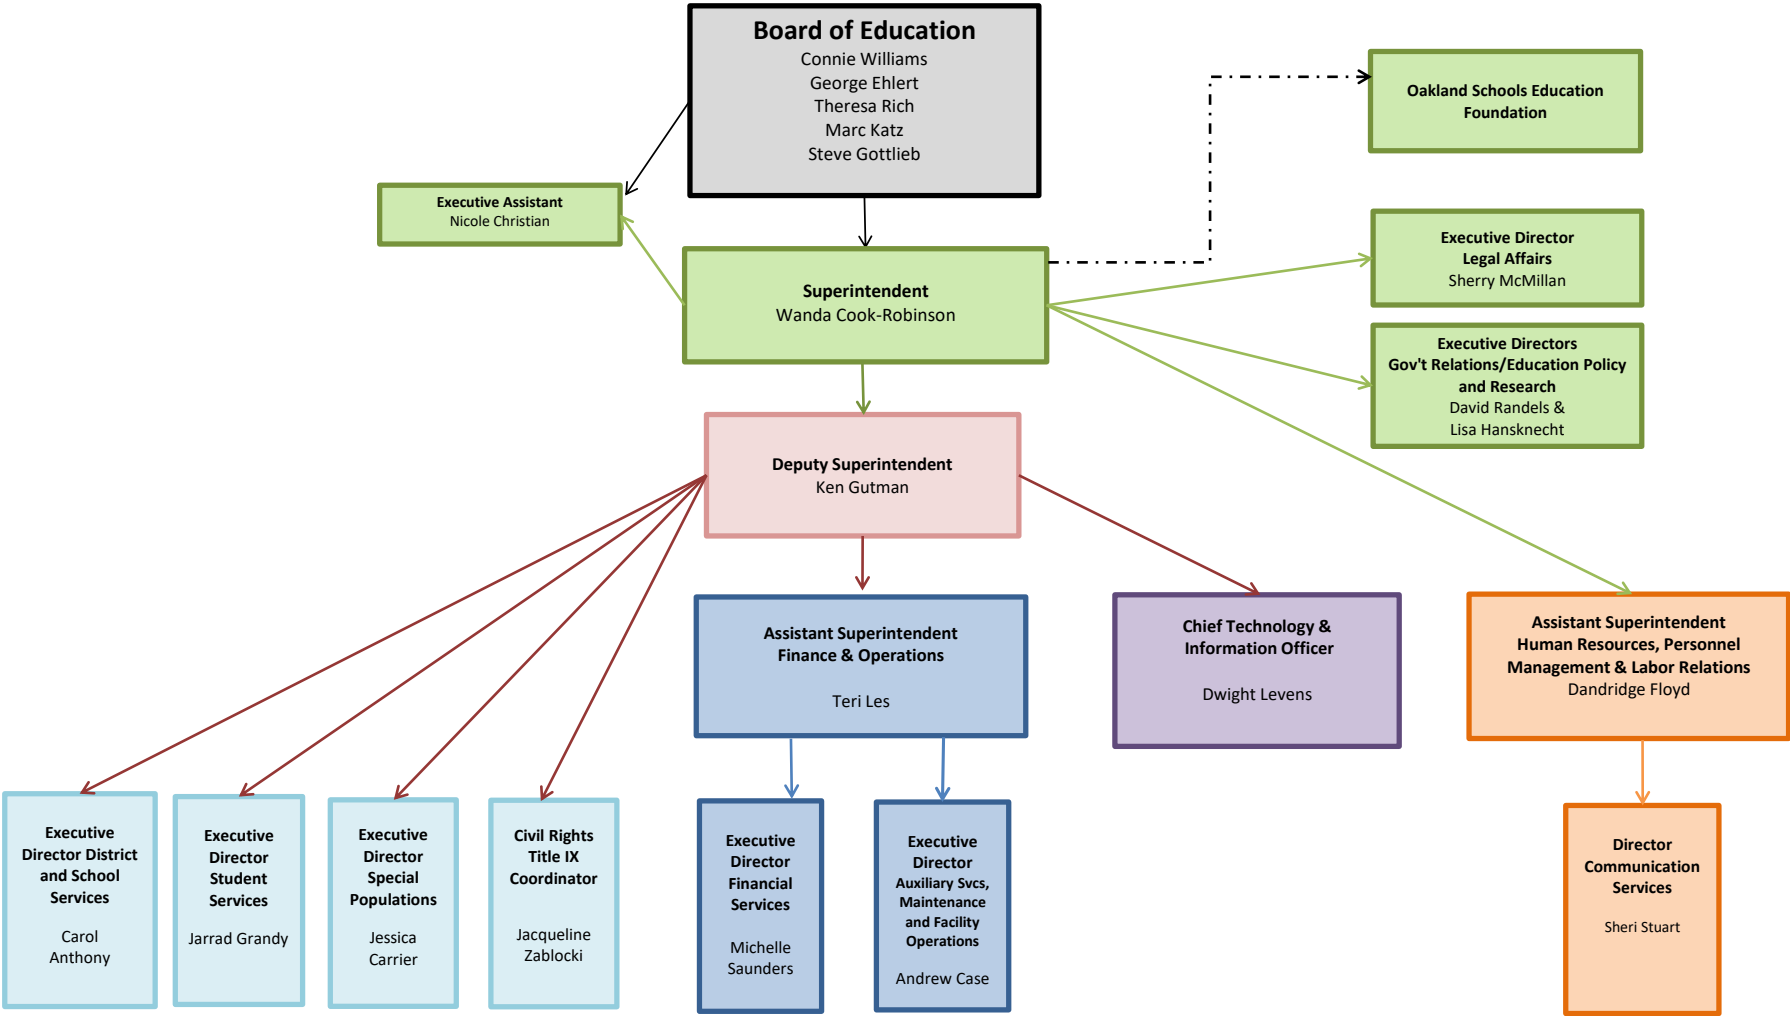 Board of Education
Connie Williams
George Ehlert
Theresa Rich
Marc Katz
Steve Gottlieb
Oakland Schools Education
Foundation
Executive Assistant
Nicole Christian
Executive Director
Legal Affairs
Sherry McMillan
Superintendent
Wanda Cook-Robinson
Executive Directors
Gov't Relations/Education Policy
and Research
David Randels &
Lisa Hansknecht
Deputy Superintendent
Ken Gutman
Assistant Superintendent
Finance & Operations
Teri Les
Chief Technology &
Information Officer
Dwight Levens
Assistant Superintendent
Human Resources, Personnel
Management & Labor Relations
Dandridge Floyd
Executive
Director District
and School
Services
Carol
Anthony
Executive
Director
Student
Services
Jarrad Grandy
Executive
Director
Special
Populations
Jessica
Carrier
Civil Rights
Title IX
Coordinator
Jacqueline
Zablocki
Executive
Director
Financial
Services
Michelle
Saunders
Executive
Director
Auxiliary Svcs,
Maintenance
and Facility
Operations
Andrew Case
Director
Communication
Services
Sheri Stuart